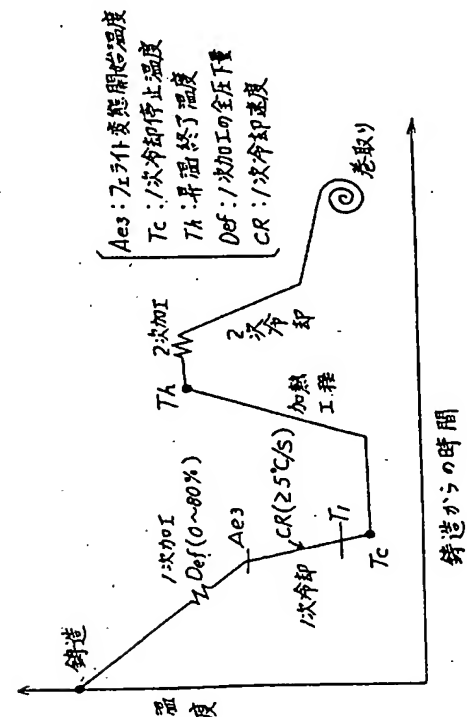 Ae3:フェライト変態開始温度
Tc:1次冷却停止温度
Th:昇温終了温度
Def:1次加工の全圧下量
CR:1次冷却速度
鋳造
1次加工
Def(0~80%)
Ae3
CR(≥5℃/S)
1次冷却
T1
Tc
加熱
工程
Th
2次加工
2次冷却
巻取り
温度
鋳造からの時間